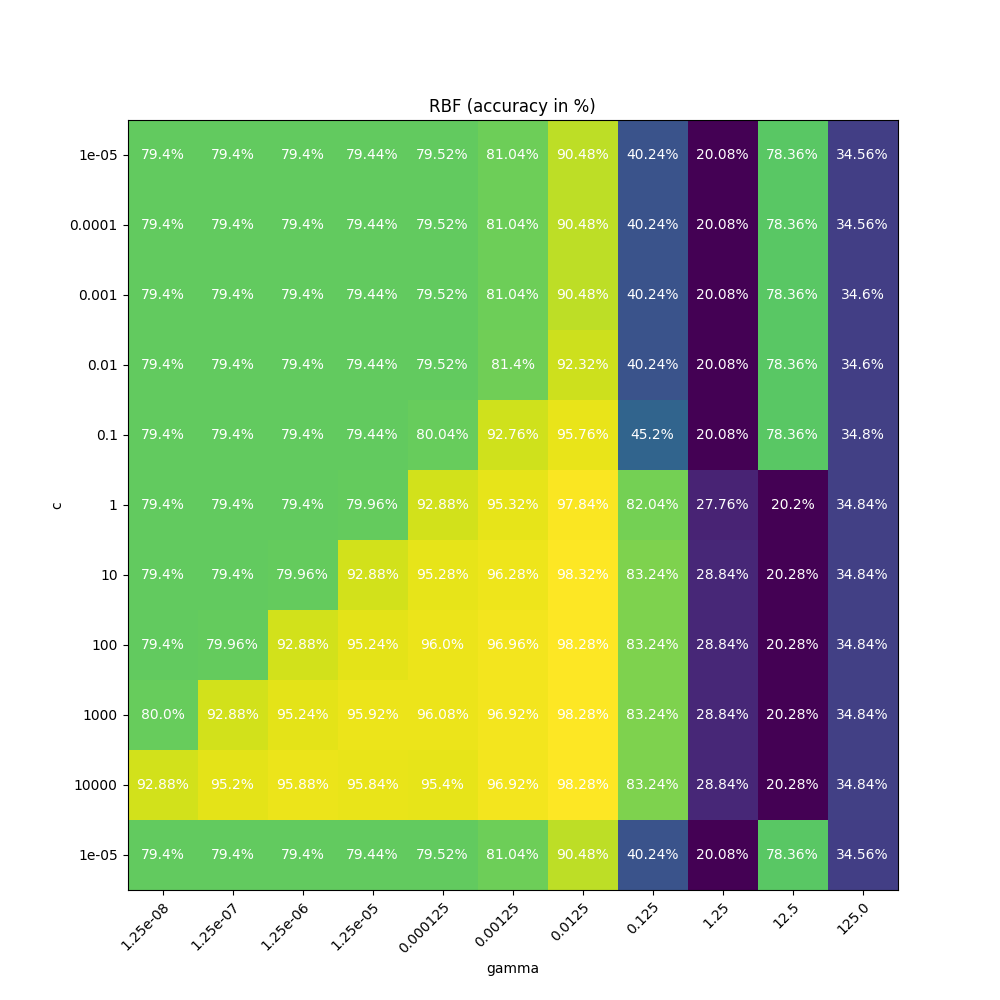 RBF (accuracy in %)
1e-05 79.4% 79.4% 79.4% 79.44% 79.52% 81.04% 90.48% 40.24% 20.08% 78.36% 34.56%
0.0001 79.4% 79.4% 79.4% 79.44% 79.52% 81.04% 90.48% 40.24% 20.08% 78.36% 34.56%
0.001 79.4% 79.4% 79.4% 79.44% 79.52% 81.04% 90.48% 40.24% 20.08% 78.36% 34.6%
0.01 79.4% 79.4% 79.4% 79.44% 79.52% 81.4% 92.32% 40.24% 20.08% 78.36% 34.6%
0.1 79.4% 79.4% 79.4% 79.44% 80.04% 92.76% 95.76% 45.2% 20.08% 78.36% 34.8%
c
1 79.4% 79.4% 79.4% 79.96% 92.88% 95.32% 97.84% 82.04% 27.76% 20.2% 34.84%
10 79.4% 79.4% 79.96% 92.88% 95.28% 96.28% 98.32% 83.24% 28.84% 20.28% 34.84%
100 79.4% 79.96% 92.88% 95.24% 96.0% 96.96% 98.28% 83.24% 28.84% 20.28% 34.84%
1000 80.0% 92.88% 95.24% 95.92% 96.08% 96.92% 98.28% 83.24% 28.84% 20.28% 34.84%
10000 92.88% 95.2% 95.88% 95.84% 95.4% 96.92% 98.28% 83.24% 28.84% 20.28% 34.84%
1e-05 79.4% 79.4% 79.4% 79.44% 79.52% 81.04% 90.48% 40.24% 20.08% 78.36% 34.56%
1.25e-08 1.25e-07 1.25e-06 1.25e-05 0.000125 0.00125 0.0125 0.125 1.25 12.5 125.0
gamma